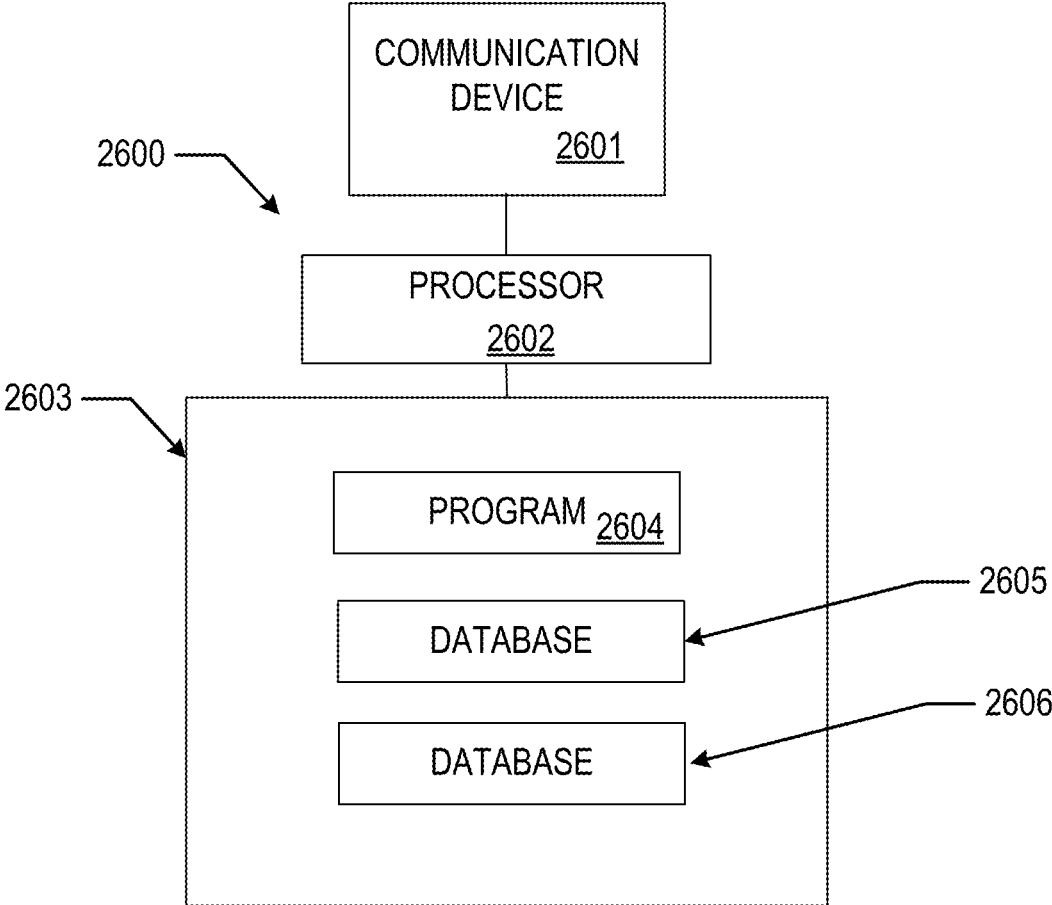 COMMUNICATION
DEVICE
2601
2600
PROCESSOR
2602
2603
PROGRAM 2604
2605
DATABASE
2606
DATABASE